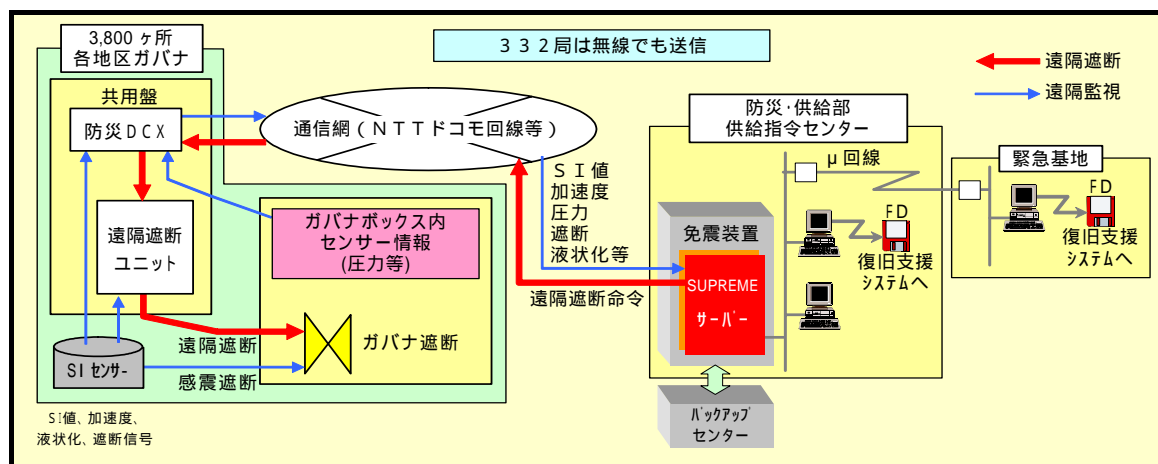 3,800ヶ所
各地区ガバナ
332局は無線でも送信
遠隔遮断
遠隔監視
共用盤
防災DCX
遠隔遮断
ユニット
SIセンサー
SI値、加速度、
液状化、遮断信号
ガバナボックス内
センサー情報
(圧力等)
ガバナ遮断
遠隔遮断
感震遮断
通信網(NTTドコモ回線等)
SI値
加速度
圧力
遮断
液状化等
遠隔遮断命令
防災・供給部
供給指令センター
μ回線
免震装置
SUPREME
サーバー
FD
復旧支援
システムへ
バックアップ
センター
緊急基地
FD
復旧支援
システムへ